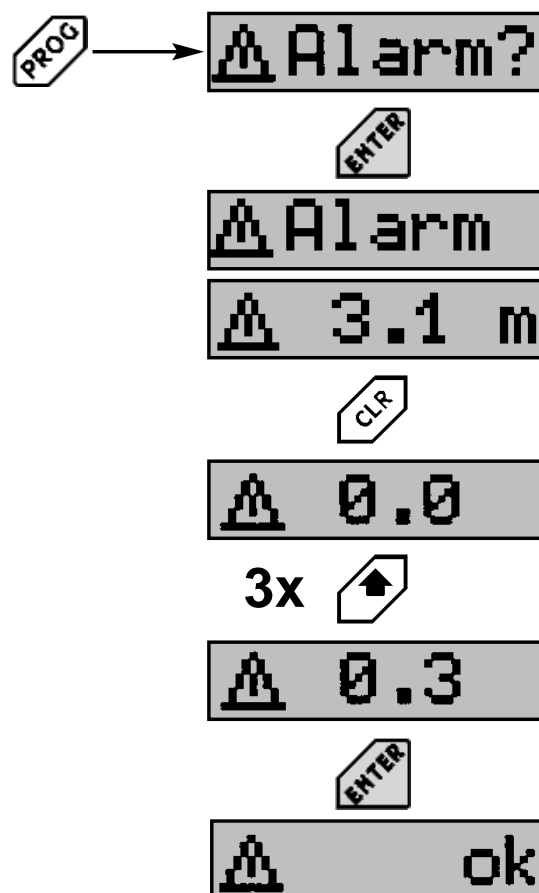 PROG
Alarm?
ENTER
Alarm
3.1 m
CLR
0.0
3x
0.3
ENTER
ok